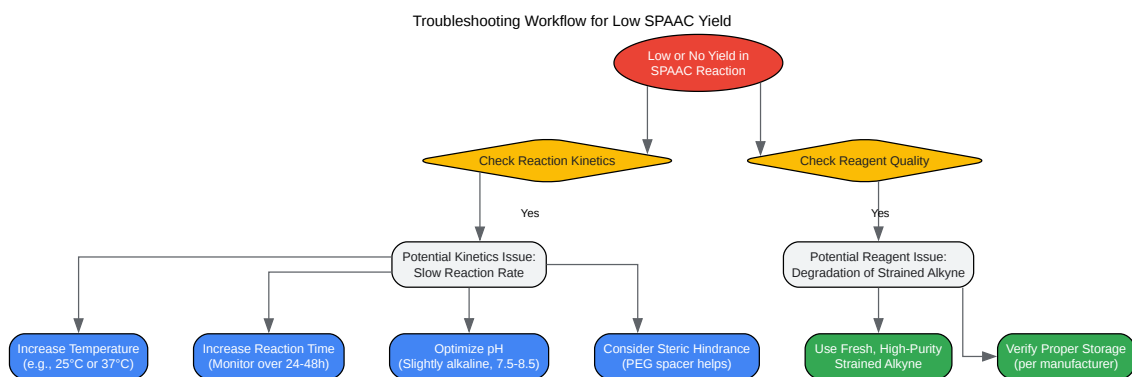 Troubleshooting Workflow for Low SPAAC Yield
Low or No Yield in
SPAAC Reaction
Check Reaction Kinetics
Check Reagent Quality
Yes
Yes
Potential Kinetics Issue:
Slow Reaction Rate
Potential Reagent Issue:
Degradation of Strained Alkyne
Increase Temperature
(e.g., 25°C or 37°C)
Increase Reaction Time
(Monitor over 24-48h)
Optimize pH
(Slightly alkaline, 7.5-8.5)
Consider Steric Hindrance
(PEG spacer helps)
Use Fresh, High-Purity
Strained Alkyne
Verify Proper Storage
(per manufacturer)